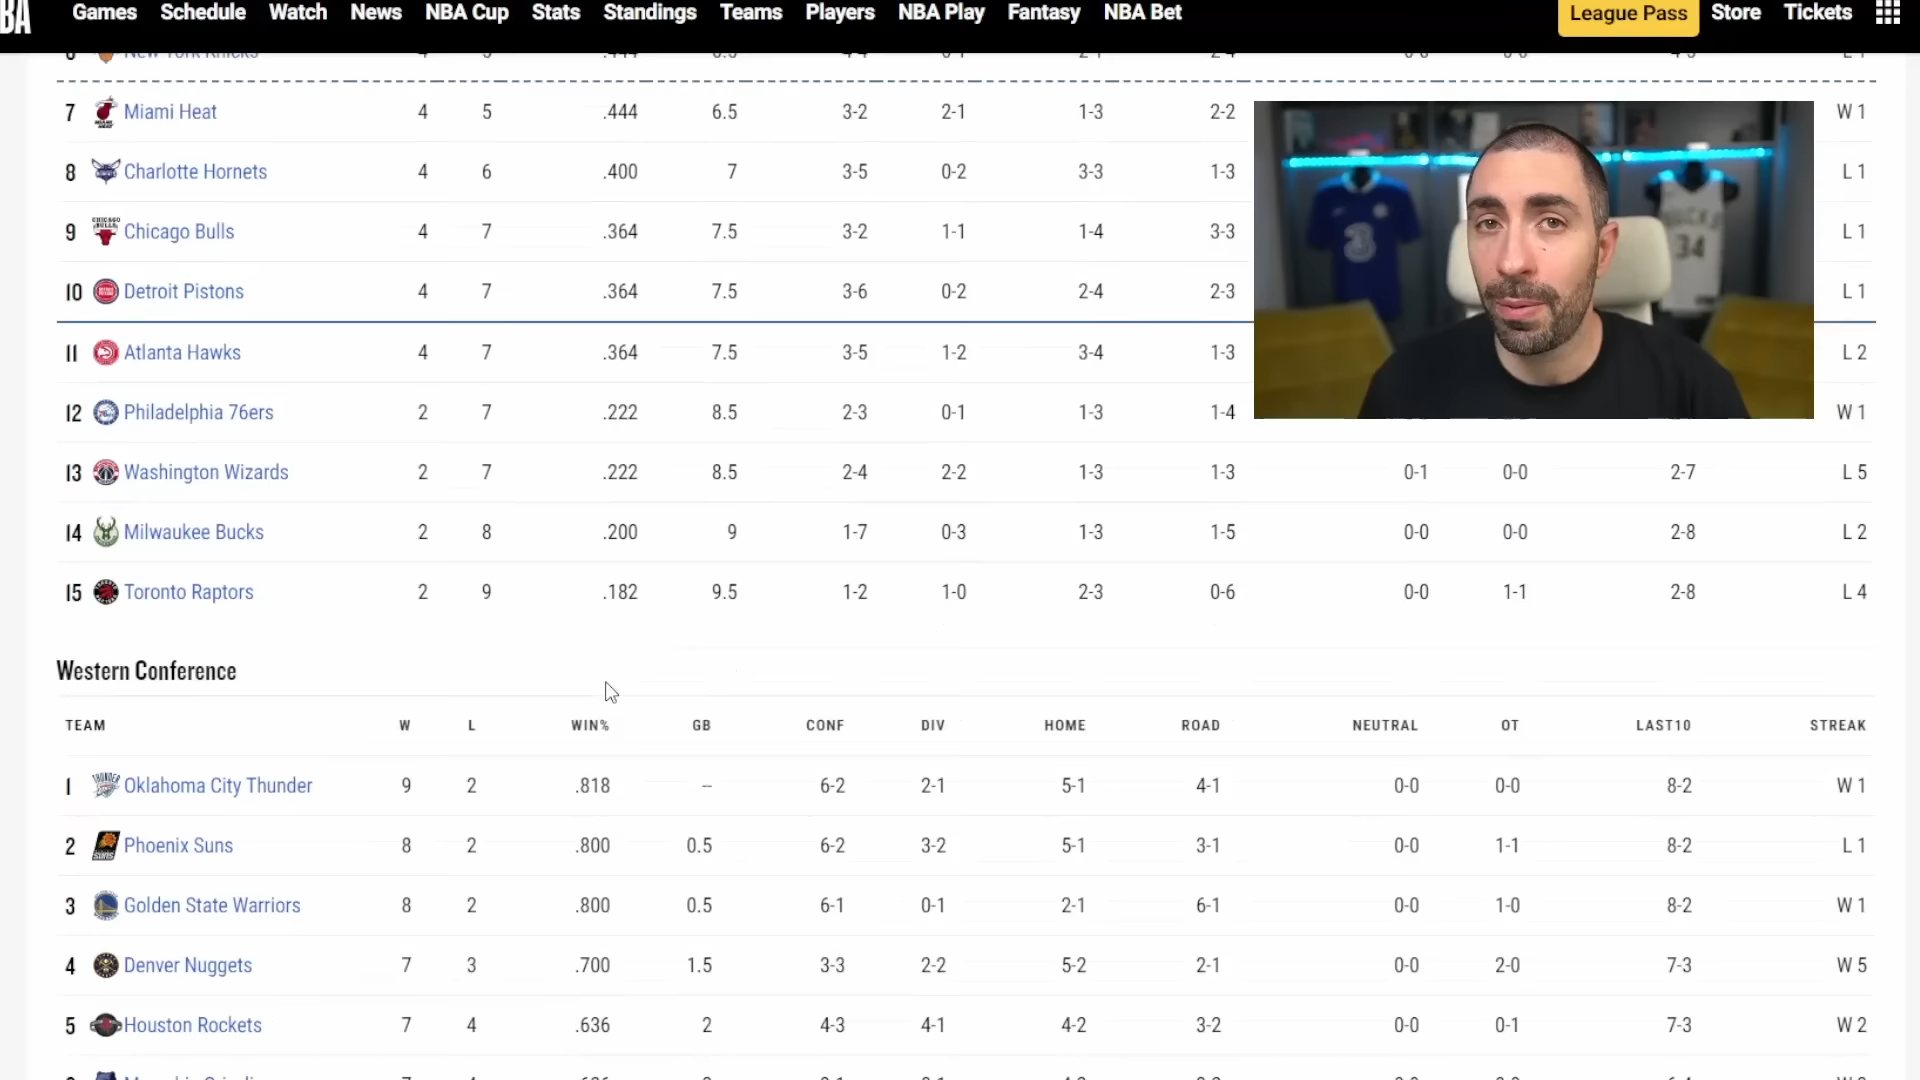 BA Games Schedule Watch News NBA Cup Stats Standings Teams Players NBA Play Fantasy NBA Bet League Pass Store Tickets
New York Knicks
7 Miami Heat 4 5 .444 6.5 3-2 2-1 1-3 2-2 W 1
8 Charlotte Hornets 4 6 .400 7 3-5 0-2 3-3 1-3 L 1
9 Chicago Bulls 4 7 .364 7.5 3-2 1-1 1-4 3-3 L 1
10 Detroit Pistons 4 7 .364 7.5 3-6 0-2 2-4 2-3 L 1
11 Atlanta Hawks 4 7 .364 7.5 3-5 1-2 3-4 1-3 L 2
12 Philadelphia 76ers 2 7 .222 8.5 2-3 0-1 1-3 1-4 W 1
13 Washington Wizards 2 7 .222 8.5 2-4 2-2 1-3 1-3 0-1 0-0 2-7 L 5
14 Milwaukee Bucks 2 8 .200 9 1-7 0-3 1-3 1-5 0-0 0-0 2-8 L 2
15 Toronto Raptors 2 9 .182 9.5 1-2 1-0 2-3 0-6 0-0 1-1 2-8 L 4
3
34
Western Conference
TEAM W L WIN% GB CONF DIV HOME ROAD NEUTRAL OT LAST10 STREAK
1 Oklahoma City Thunder 9 2 .818 -- 6-2 2-1 5-1 4-1 0-0 0-0 8-2 W 1
2 Phoenix Suns 8 2 .800 0.5 6-2 3-2 5-1 3-1 0-0 1-1 8-2 L 1
3 Golden State Warriors 8 2 .800 0.5 6-1 0-1 2-1 6-1 0-0 1-0 8-2 W 1
4 Denver Nuggets 7 3 .700 1.5 3-3 2-2 5-2 2-1 0-0 2-0 7-3 W 5
5 Houston Rockets 7 4 .636 2 4-3 4-1 4-2 3-2 0-0 0-1 7-3 W 2